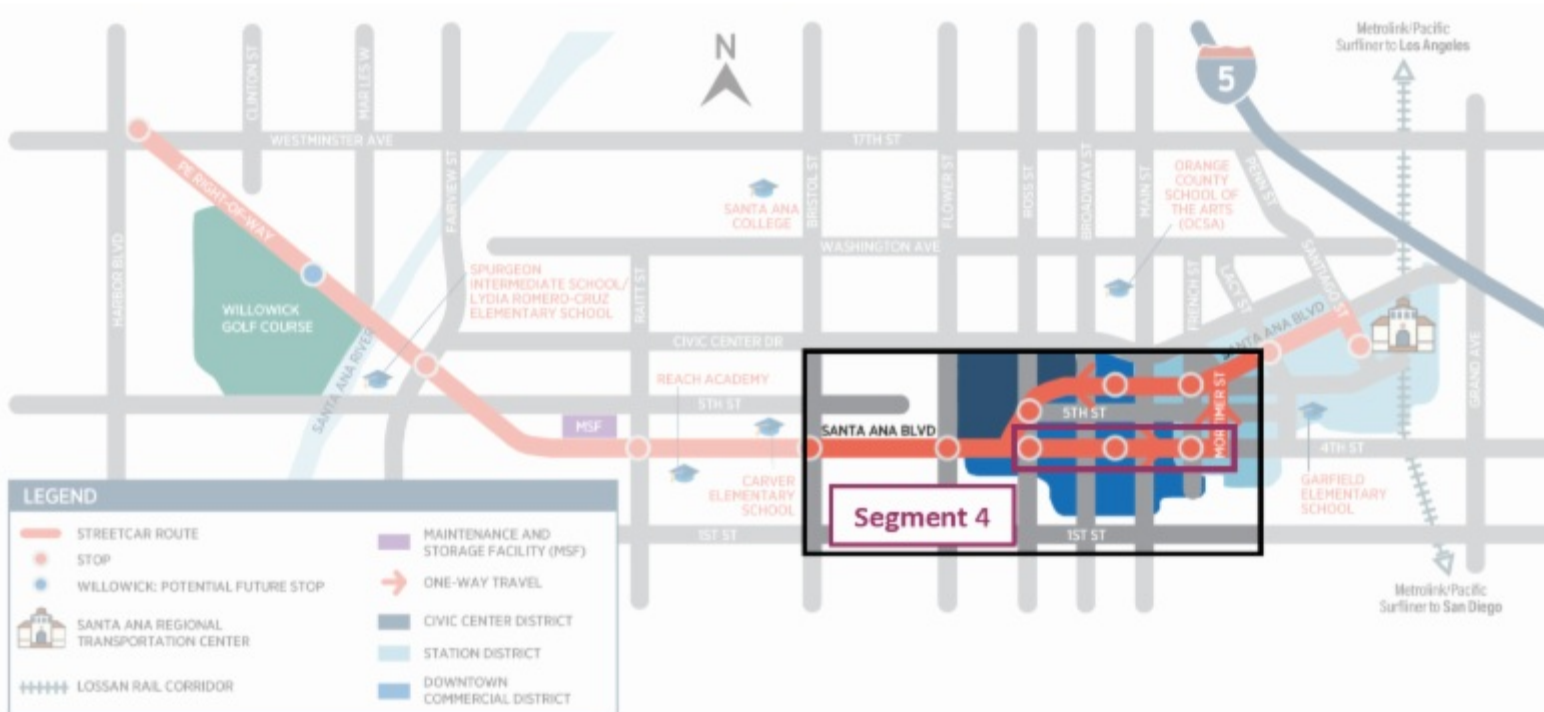 Metrolink/Pacific
Surfliner to Los Angeles
N
5
CLINTON ST
MAR LES W
WESTMINSTER AVE
17TH ST
PE RIGHT-OF-WAY
FAIRVIEW ST
BRISTOL ST
FLOWER ST
ROSS ST
BROADWAY ST
MAIN ST
PENN ST
ORANGE
COUNTY
SCHOOL OF
THE ARTS
(OCSA)
SANTA ANA
COLLEGE
WASHINGTON AVE
HARBOR BLVD
SPURGEON
INTERMEDIATE SCHOOL/
LYDIA ROMERO-CRUZ
ELEMENTARY SCHOOL
RAITT ST
FRENCH ST
LACY ST
SANTIAGO ST
WILLOWICK
GOLF COURSE
SANTA ANA RIVER
CIVIC CENTER DR
SANTA ANA BLVD
GRAND AVE
REACH ACADEMY
5TH ST
5TH ST
MORTIMER ST
MSF
SANTA ANA BLVD
4TH ST
CARVER
ELEMENTARY
SCHOOL
GARFIELD
ELEMENTARY
SCHOOL
Segment 4
1ST ST
1ST ST
Metrolink/Pacific
Surfliner to San Diego
LEGEND
STREETCAR ROUTE
STOP
WILLOWICK: POTENTIAL FUTURE STOP
SANTA ANA REGIONAL
TRANSPORTATION CENTER
LOSSAN RAIL CORRIDOR
MAINTENANCE AND
STORAGE FACILITY (MSF)
ONE-WAY TRAVEL
CIVIC CENTER DISTRICT
STATION DISTRICT
DOWNTOWN
COMMERCIAL DISTRICT